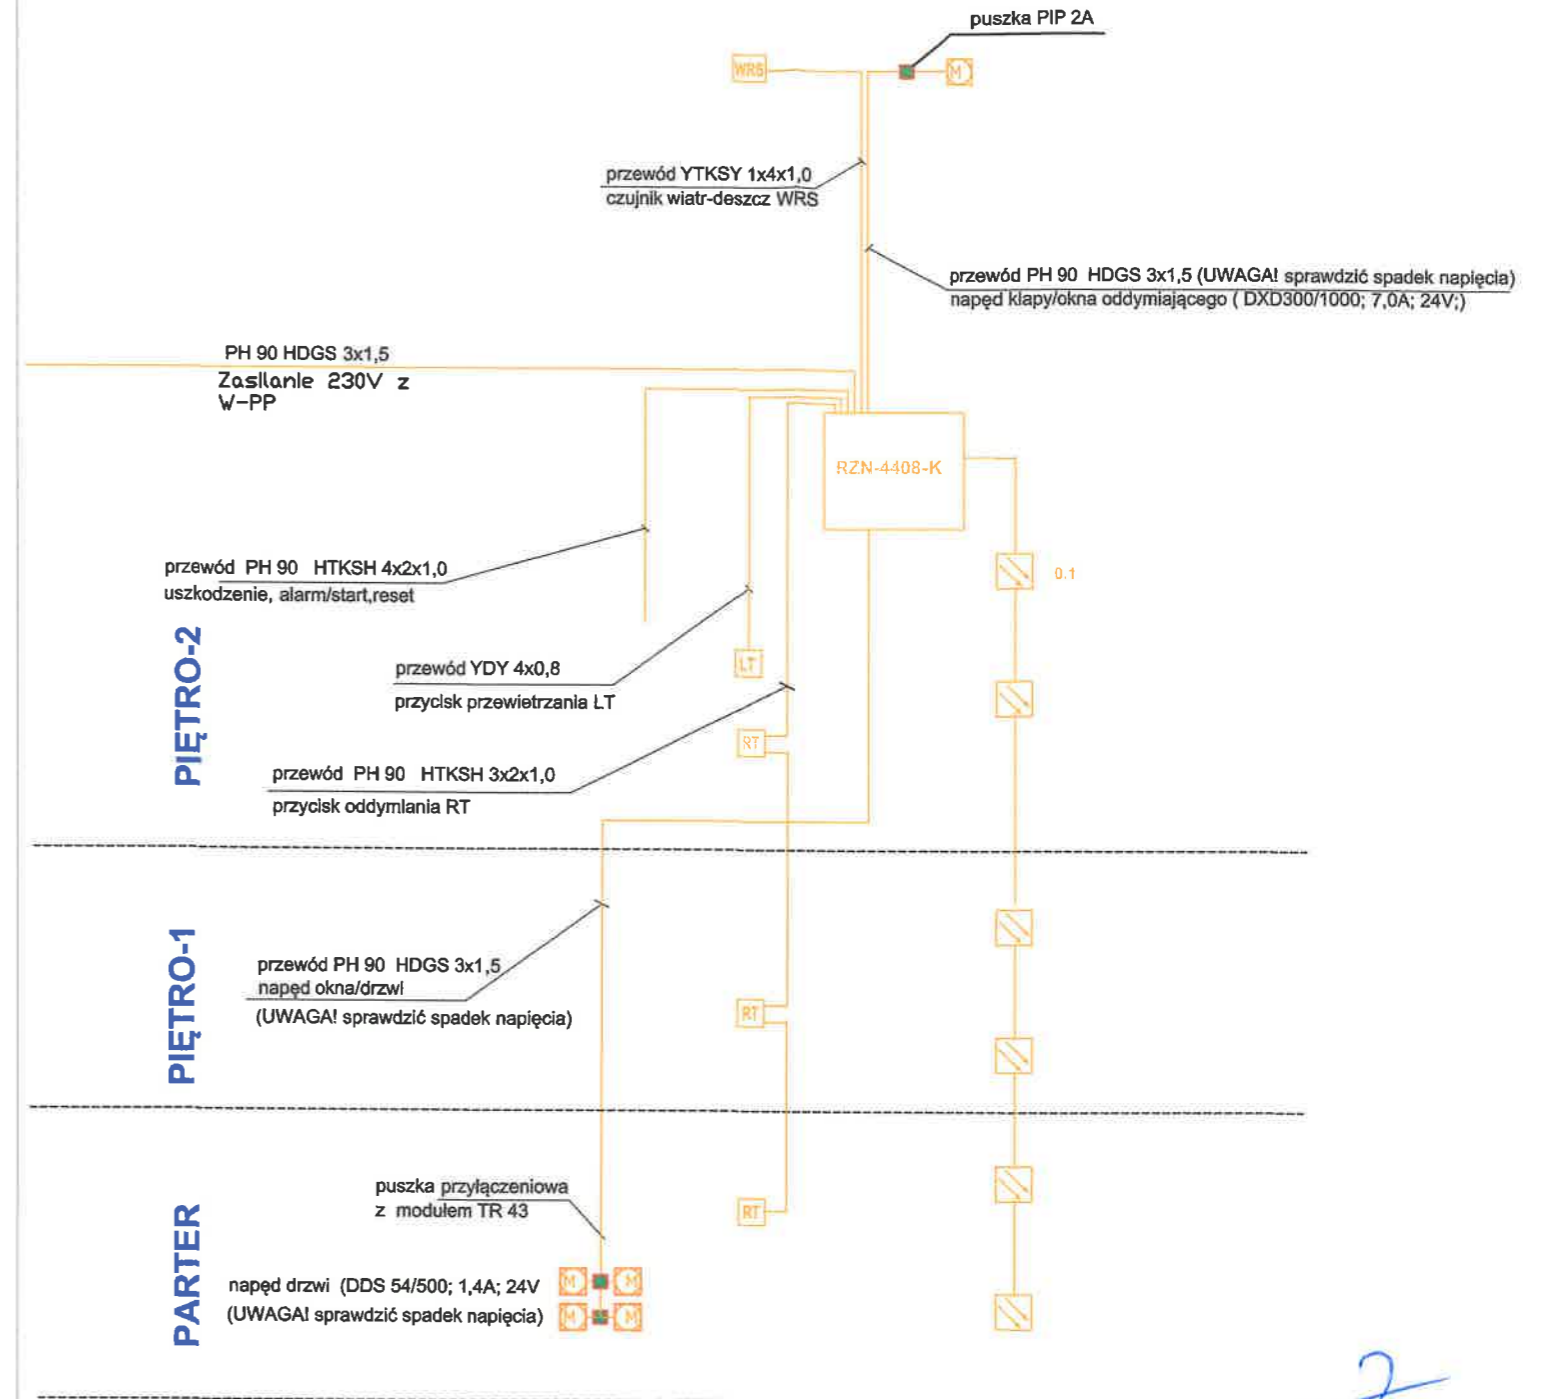 puszka PIP 2A
WRS
M
przewód YTKSY 1x4x1,0
czujnik wiatr-deszcz WRS
przewód PH 90 HDGS 3x1,5 (UWAGA! sprawdzić spadek napięcia)
napęd klapy/okna oddymiającego ( DXD300/1000; 7,0A; 24V;)
PH 90 HDGS 3x1,5
Zasilanie 230V z
W-PP
RZN-4408-K
przewód PH 90 HTKSH 4x2x1,0
uszkodzenie, alarm/start,reset
0.1
PIĘTRO-2
przewód YDY 4x0,8
przycisk przewietrzania LT
LT
RT
przewód PH 90 HTKSH 3x2x1,0
przycisk oddymiania RT
PIĘTRO-1
przewód PH 90 HDGS 3x1,5
napęd okna/drzwi
(UWAGA! sprawdzić spadek napięcia)
RT
PARTER
puszka przyłączeniowa
z modułem TR 43
RT
napęd drzwi (DDS 54/500; 1,4A; 24V
M M
(UWAGA! sprawdzić spadek napięcia)
M M
2